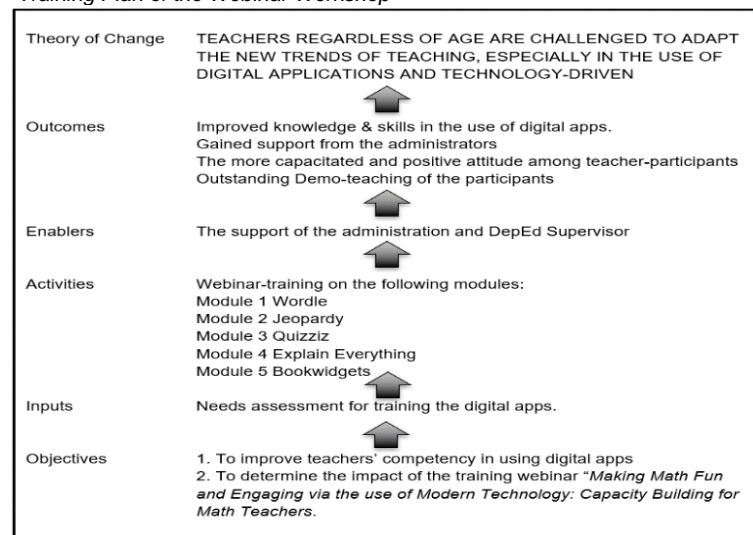 Training Plan of the Webinar Workshop
Theory of Change TEACHERS REGARDLESS OF AGE ARE CHALLENGED TO ADAPT
THE NEW TRENDS OF TEACHING, ESPECIALLY IN THE USE OF
DIGITAL APPLICATIONS AND TECHNOLOGY-DRIVEN
Outcomes Improved knowledge & skills in the use of digital apps.
Gained support from the administrators
The more capacitated and positive attitude among teacher-participants
Outstanding Demo-teaching of the participants
Enablers The support of the administration and DepEd Supervisor
Activities Webinar-training on the following modules:
Module 1 Wordle
Module 2 Jeopardy
Module 3 Quizziz
Module 4 Explain Everything
Module 5 Bookwidgets
Inputs Needs assessment for training the digital apps.
Objectives 1. To improve teachers' competency in using digital apps
2. To determine the impact of the training webinar “Making Math Fun
and Engaging via the use of Modern Technology: Capacity Building for
Math Teachers.